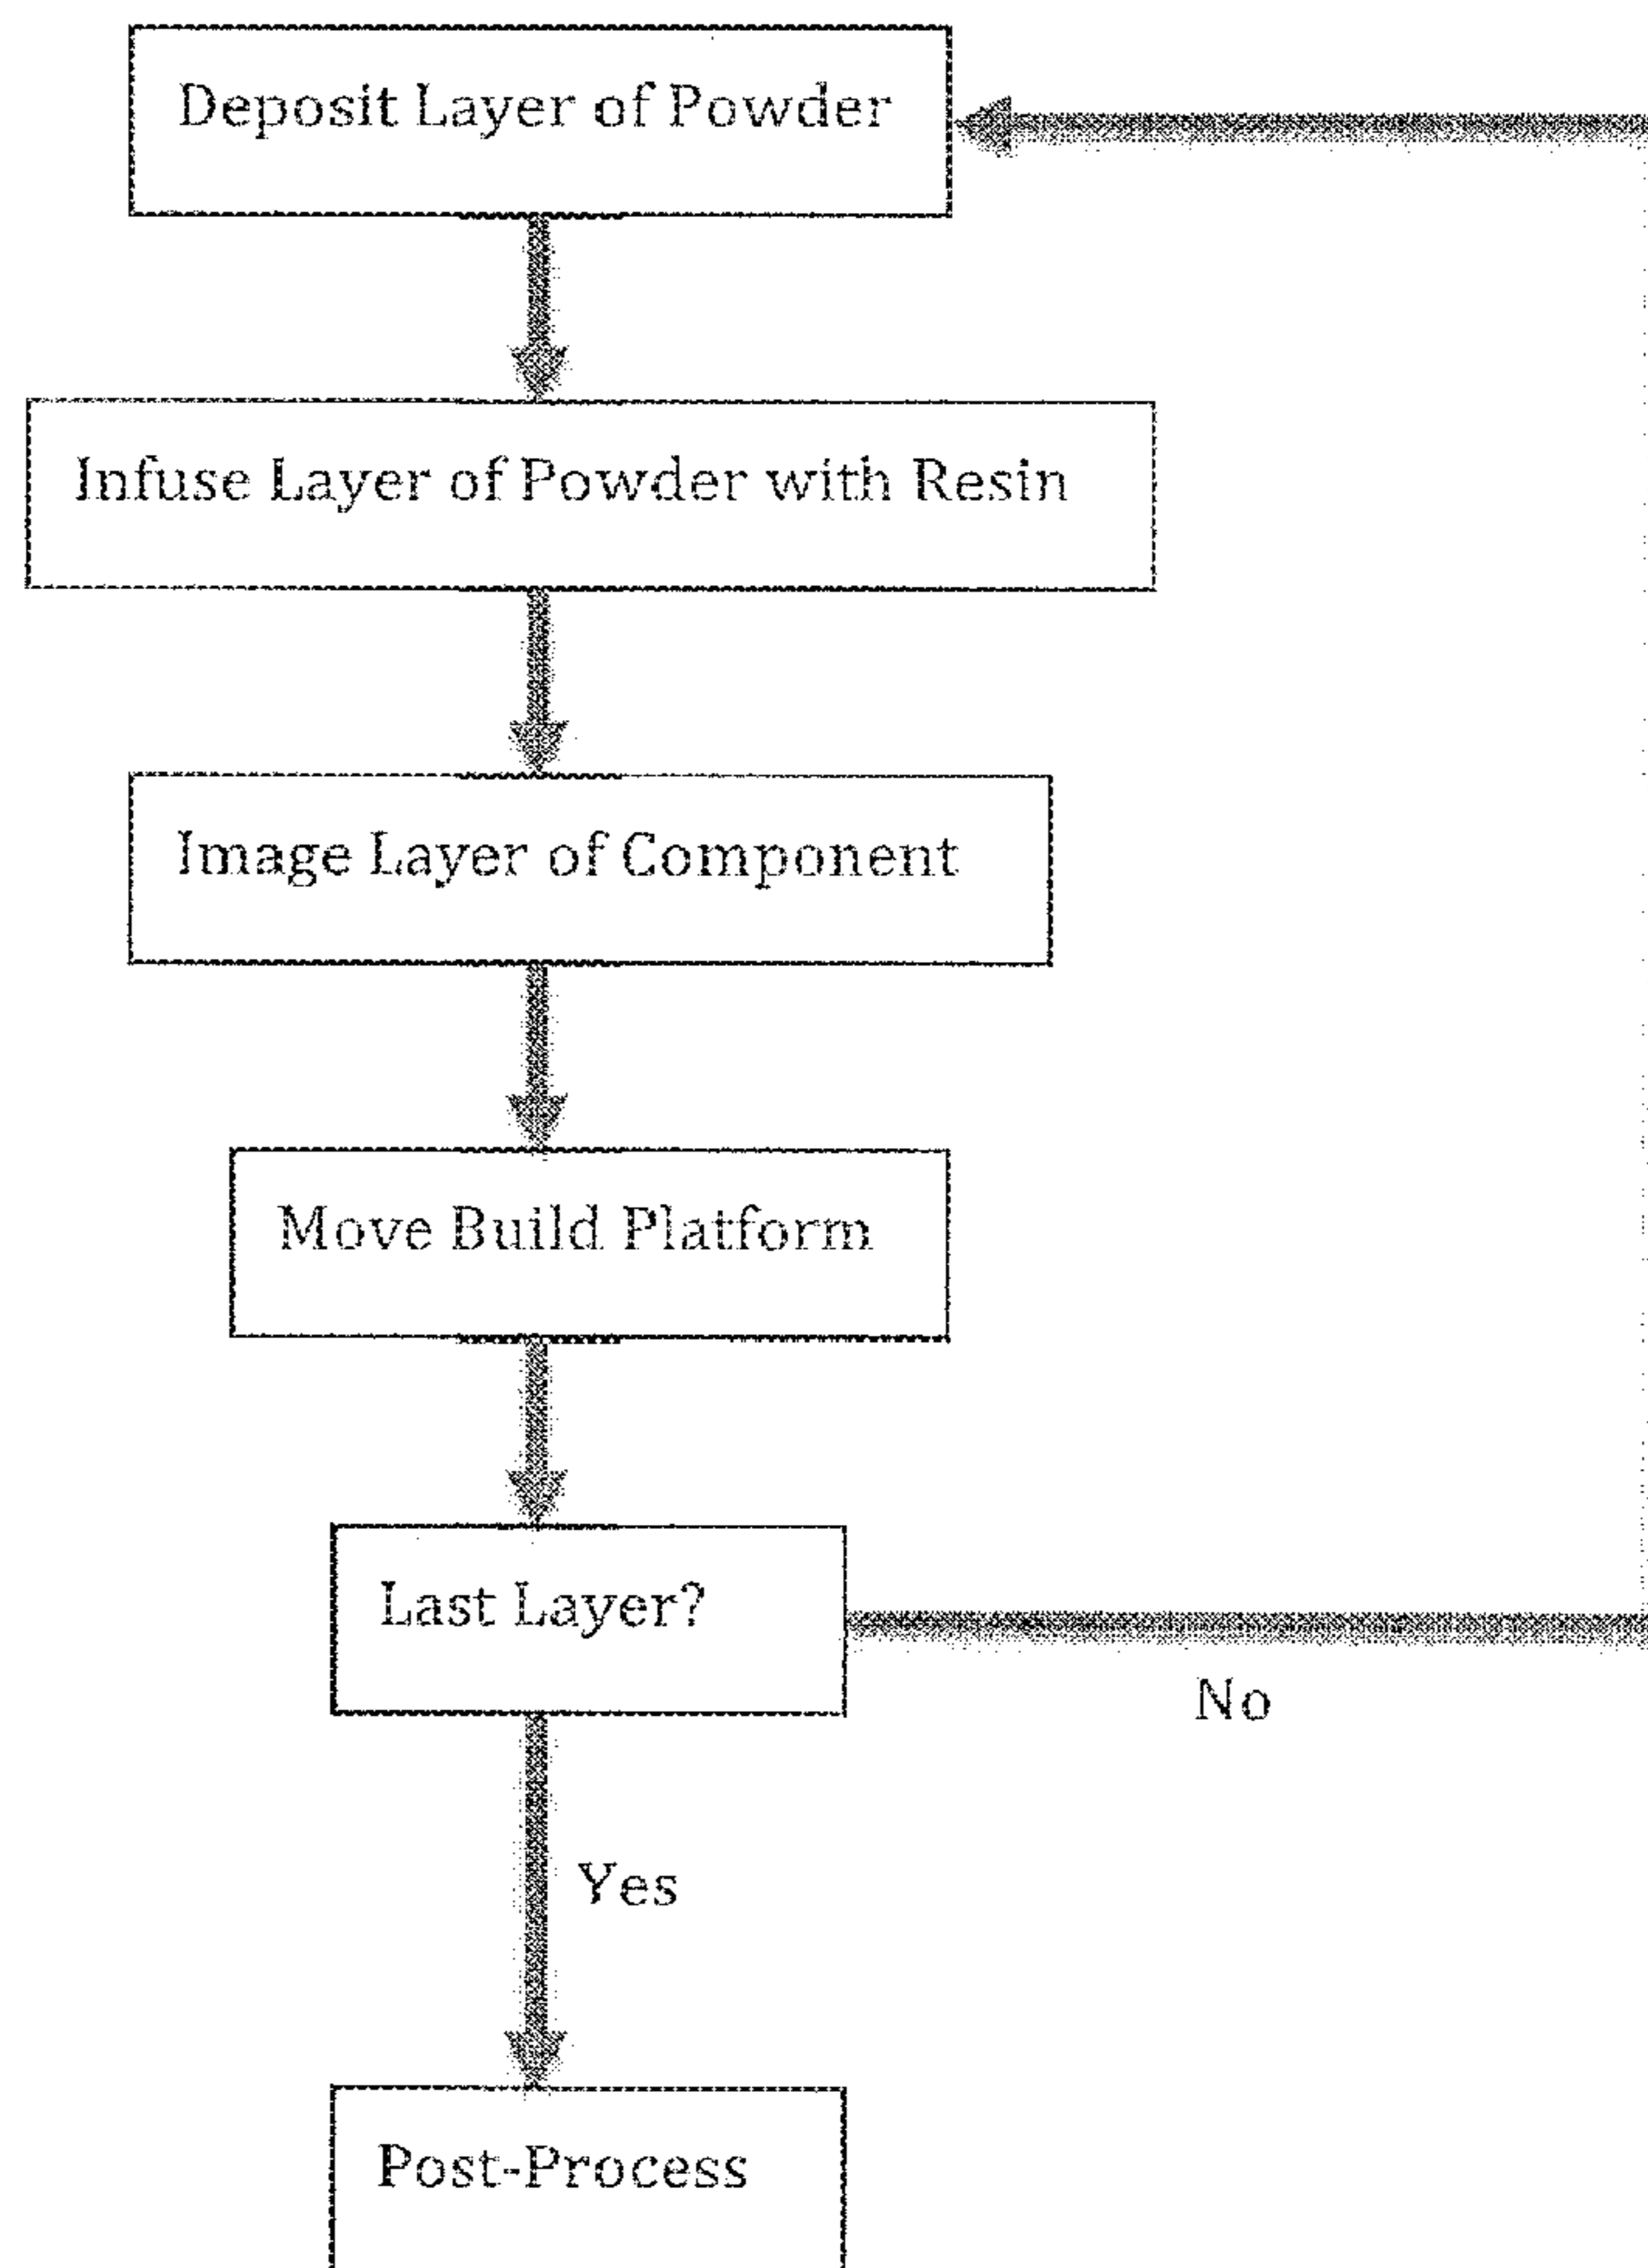 Deposit Layer of Powder
Infuse Layer of Powder with Resin
Image Layer of Component
Move Build Platform
Last Layer?
No
Yes
Post-Process